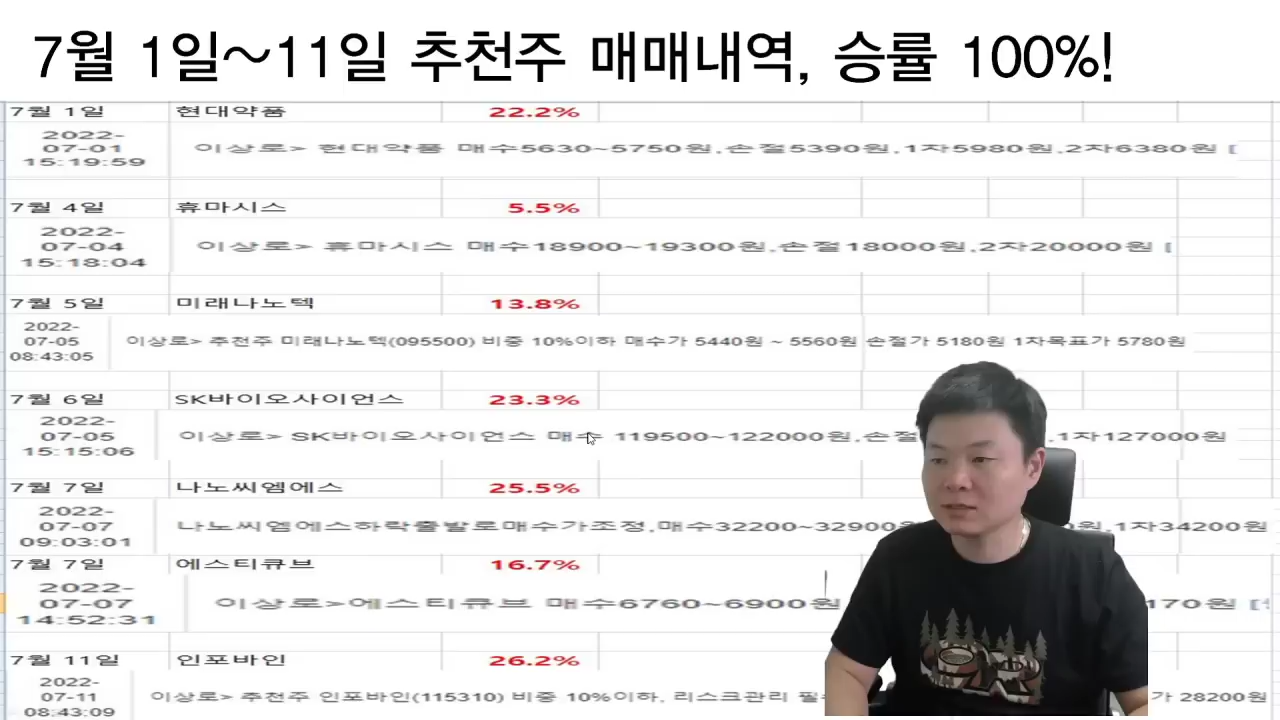 7월 1일~11일 추천주 매매내역, 승률 100%!
7월 1일 현대약품 22.2%
2022-
07-01
15:19:59
이상로> 현대약품 매수5630~5750원,손절5390원,1차5980원,2차6380원 [
7월 4일 휴마시스 5.5%
2022-
07-04
15:18:04
이상로> 휴마시스 매수18900~19300원,손절18000원,2차20000원 [
7월 5일 미래나노텍 13.8%
2022-
07-05
08:43:05
이상로> 추천주 미래나노텍(095500) 비중 10%이하 매수가 5440원 ~ 5560원 손절가 5180원 1차목표가 5780원
7월 6일 SK바이오사이언스 23.3%
2022-
07-05
15:15:06
이상로> SK바이오사이언스 매수 119500~122000원,손절 ,1차127000원
7월 7일 나노씨엠에스 25.5%
2022-
07-07
09:03:01
나노씨엠에스하락출발로매수가조정,매수32200~32900원 0원,1차34200원
7월 7일 에스티큐브 16.7%
2022-
07-07
14:52:31
이상로>에스티큐브 매수6760~6900원 170원 [
7월 11일 인포바인 26.2%
2022-
07-11
08:43:09
이상로> 추천주 인포바인(115310) 비중 10%이하, 리스크관리 필수 가 28200원